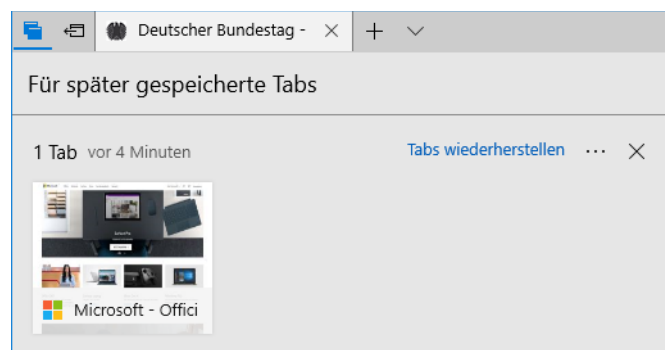 Deutscher Bundestag -
Für später gespeicherte Tabs
1 Tab vor 4 Minuten
Tabs wiederherstellen
Microsoft - Offici